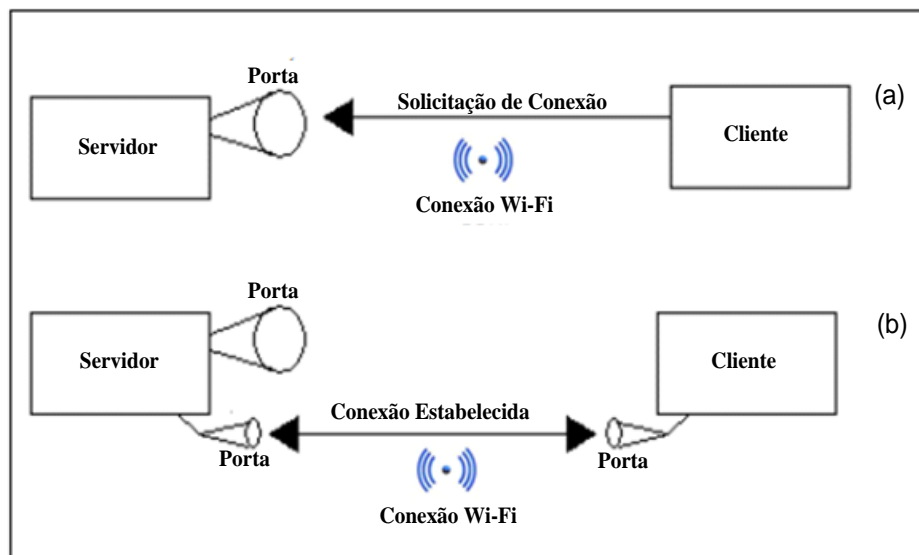 Porta
Solicitação de Conexão
(a)
Servidor
Cliente
Conexão Wi-Fi
Porta
(b)
Servidor
Cliente
Conexão Estabelecida
Porta
Porta
Conexão Wi-Fi